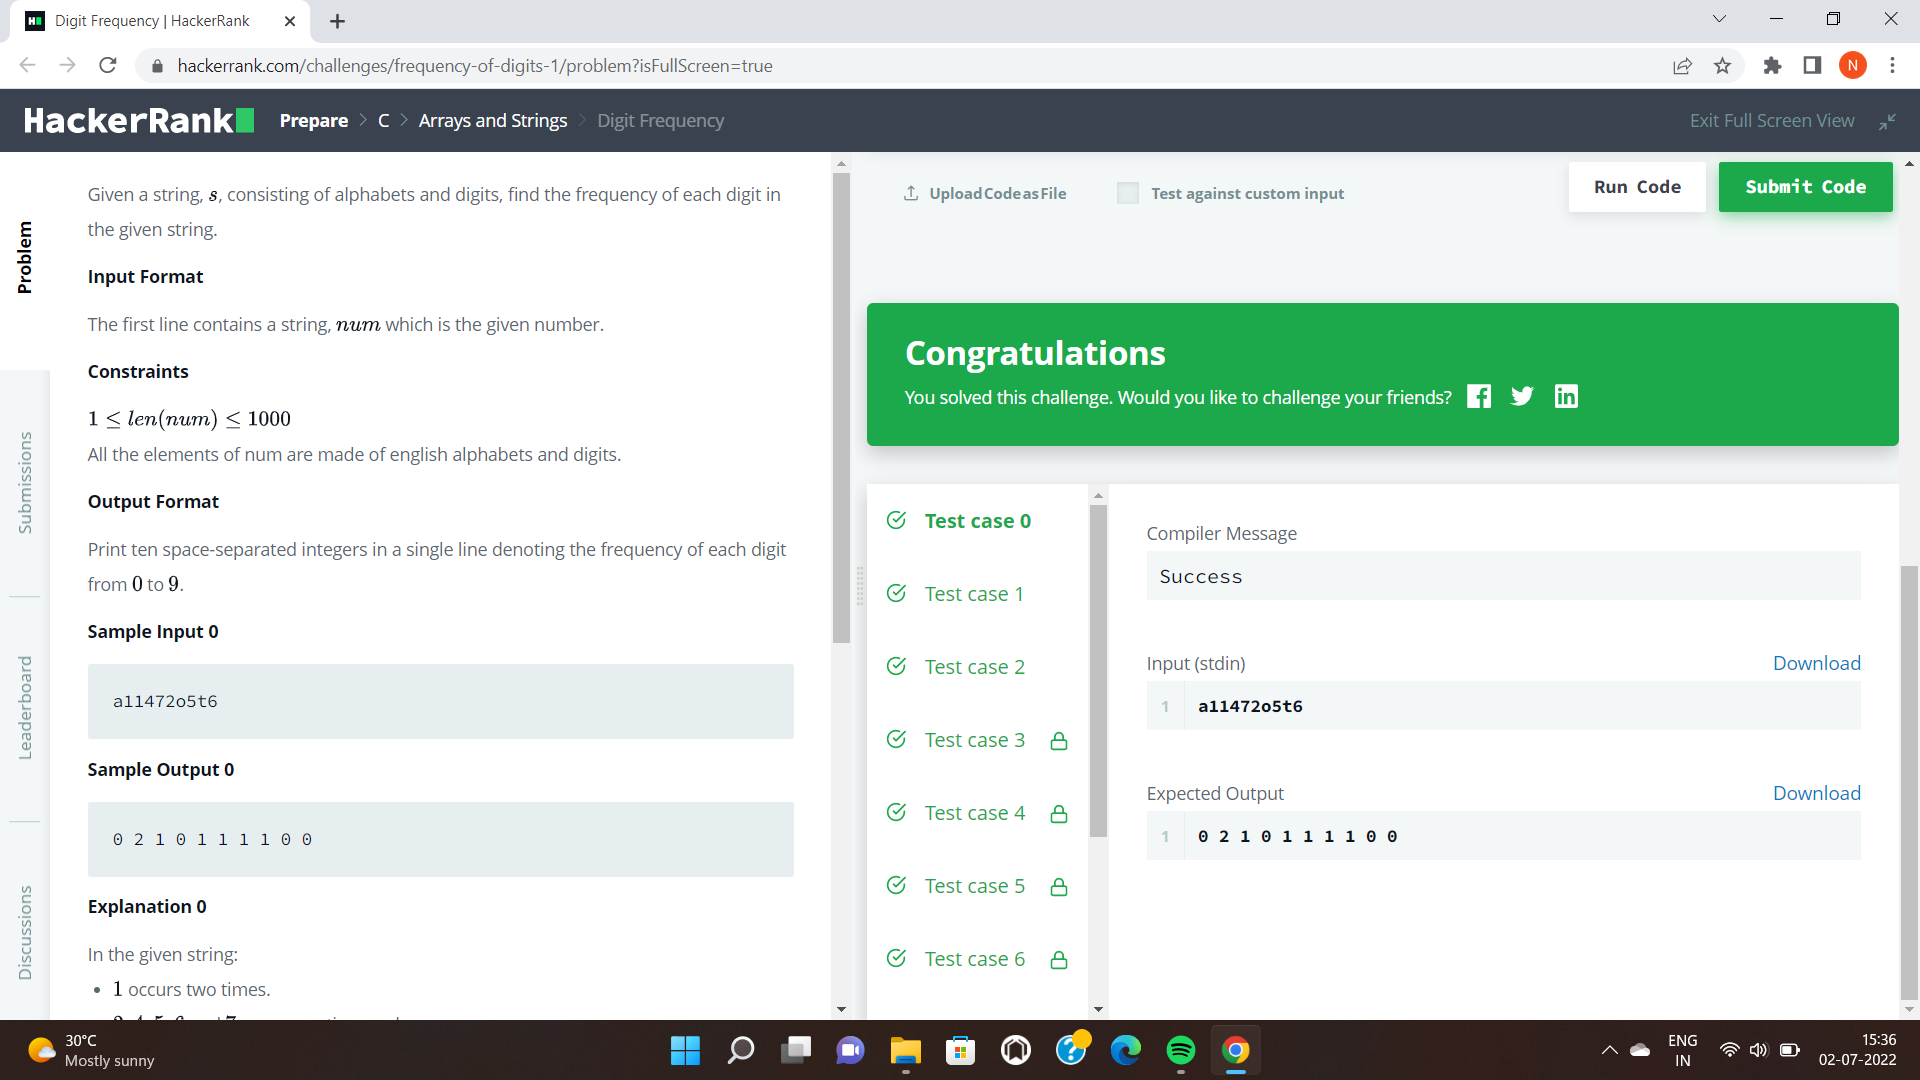 Digit Frequency | HackerRank
hackerrank.com/challenges/frequency-of-digits-1/problem?isFullScreen=true
N
HackerRank
Prepare > C > Arrays and Strings > Digit Frequency
Exit Full Screen View
Problem
Submissions
Leaderboard
Discussions
Given a string, s, consisting of alphabets and digits, find the frequency of each digit in
the given string.
Input Format
The first line contains a string, num which is the given number.
Constraints
1 ≤ len(num) ≤ 1000
All the elements of num are made of english alphabets and digits.
Output Format
Print ten space-separated integers in a single line denoting the frequency of each digit
from 0 to 9.
Sample Input 0
a11472o5t6
Sample Output 0
0 2 1 0 1 1 1 1 0 0
Explanation 0
In the given string:
• 1 occurs two times.
Upload Code as File
Test against custom input
Run Code
Submit Code
Congratulations
You solved this challenge. Would you like to challenge your friends?
Test case 0
Test case 1
Test case 2
Test case 3
Test case 4
Test case 5
Test case 6
Compiler Message
Success
Input (stdin)
Download
1 a11472o5t6
Expected Output
Download
1 0 2 1 0 1 1 1 1 0 0
30°C
Mostly sunny
ENG
IN
15:36
02-07-2022